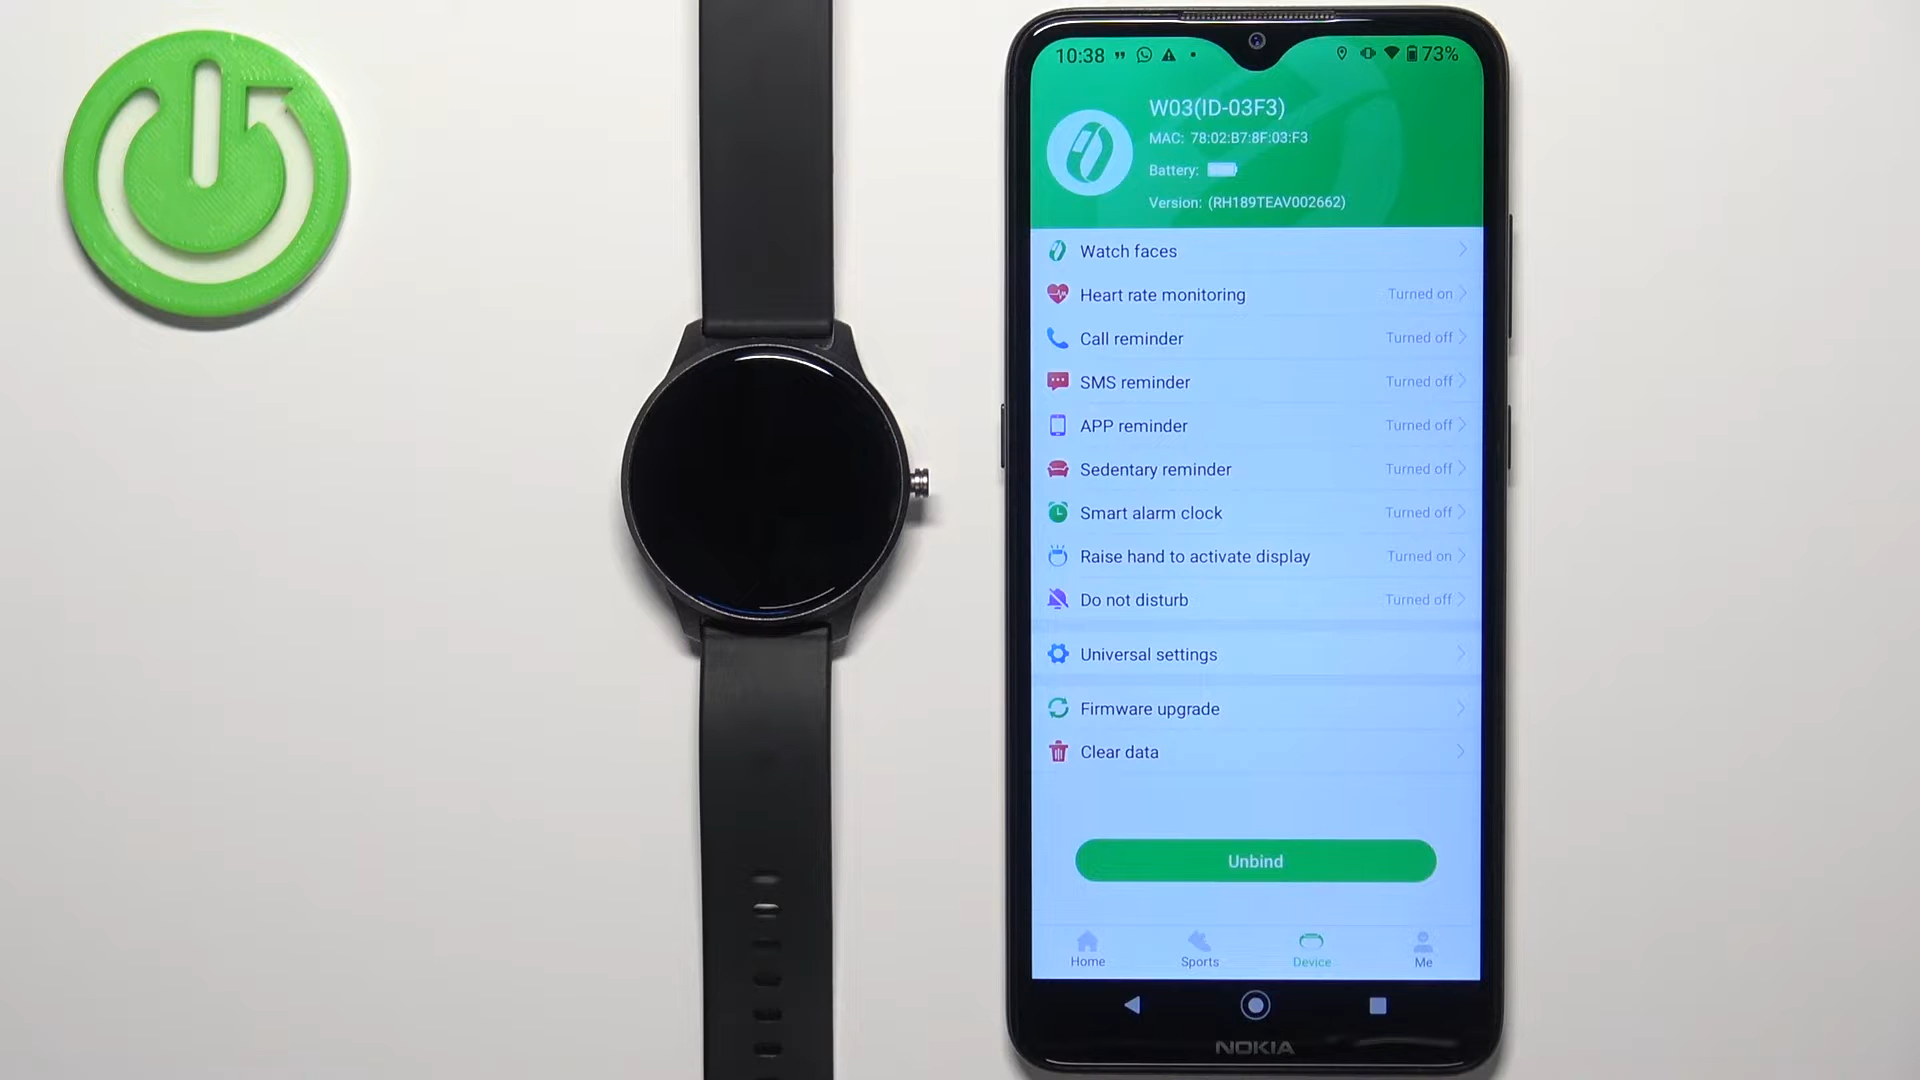 10:38
73%
W03(ID-03F3)
MAC: 78:02:B7:8F:03:F3
Battery:
Version: (RH189TEAV002662)
Watch faces
Heart rate monitoring Turned on
Call reminder Turned off
SMS reminder Turned off
APP reminder Turned off
Sedentary reminder Turned off
Smart alarm clock Turned off
Raise hand to activate display Turned on
Do not disturb Turned off
Universal settings
Firmware upgrade
Clear data
Unbind
Home Sports Device Me
NOKIA